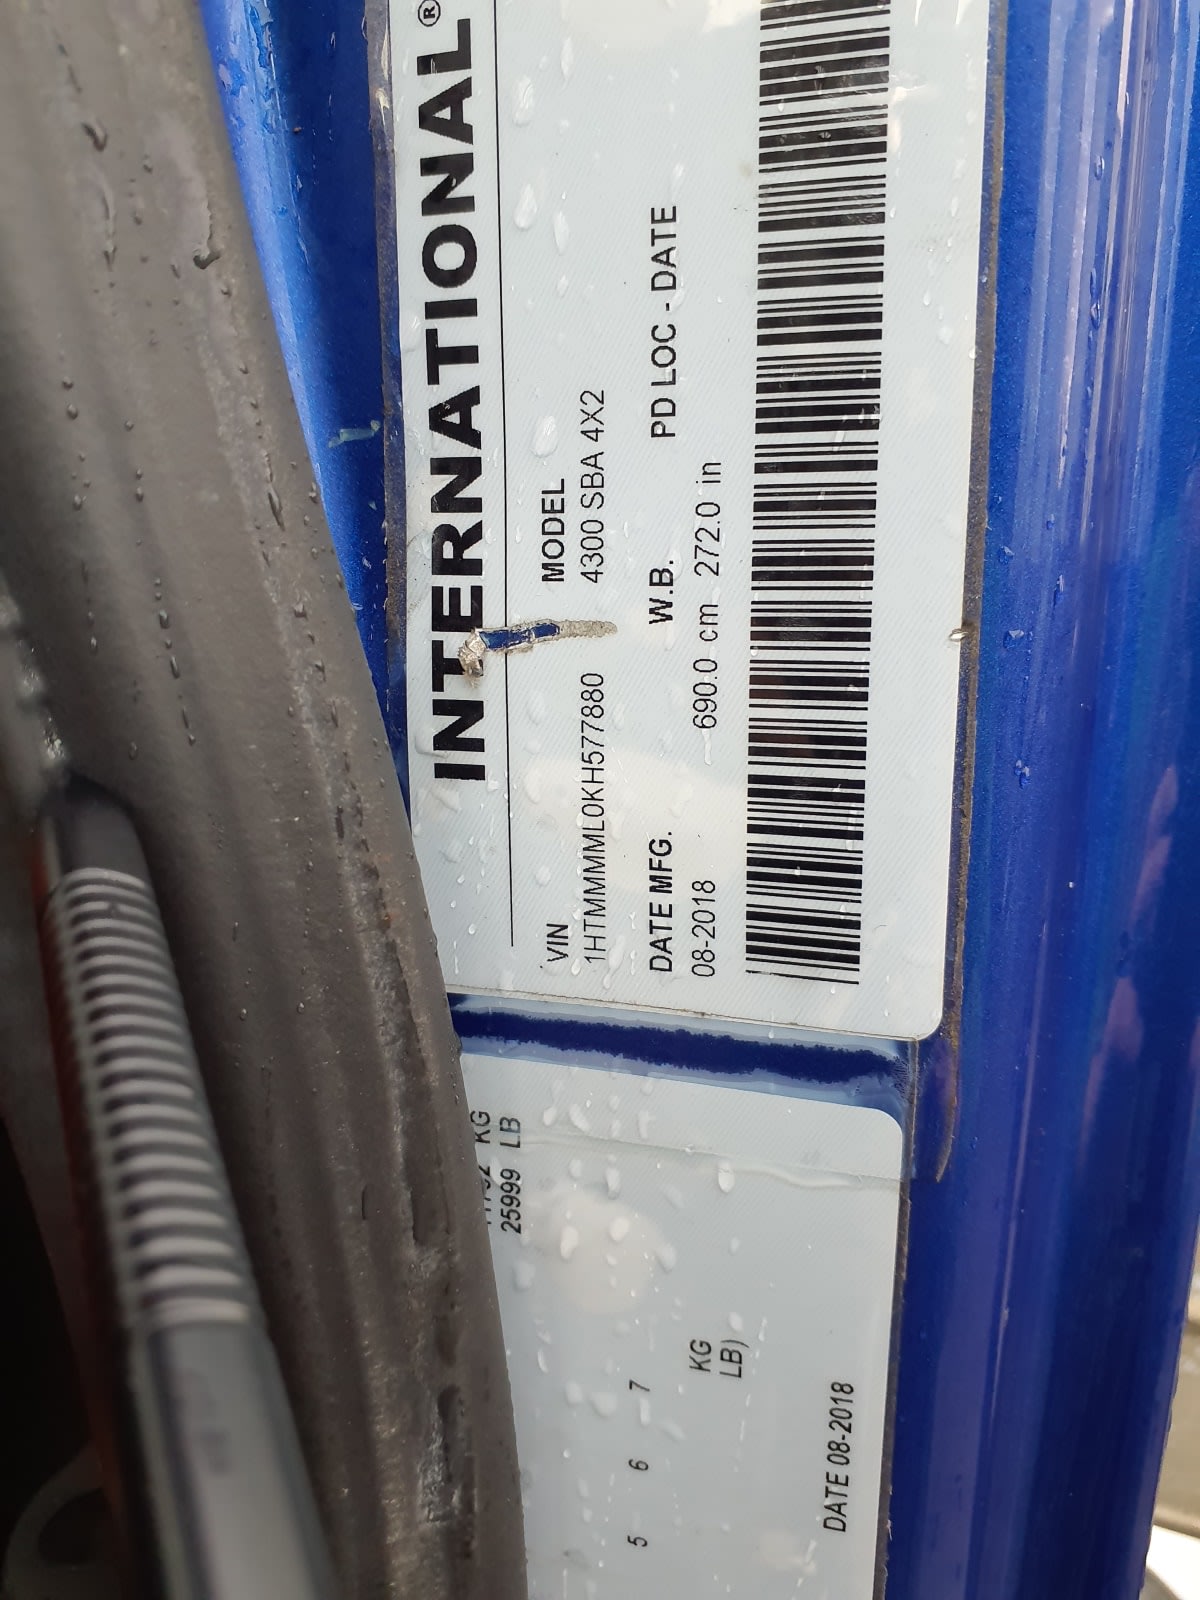 INTERNATIONAL®
VIN MODEL
1HTMMMML0KH577880 4300 SBA 4X2
DATE MFG. W.B. PD LOC - DATE
08-2018 690.0 cm 272.0 in
KG
25999 LB
5 6 7
KG
LB)
DATE 08-2018